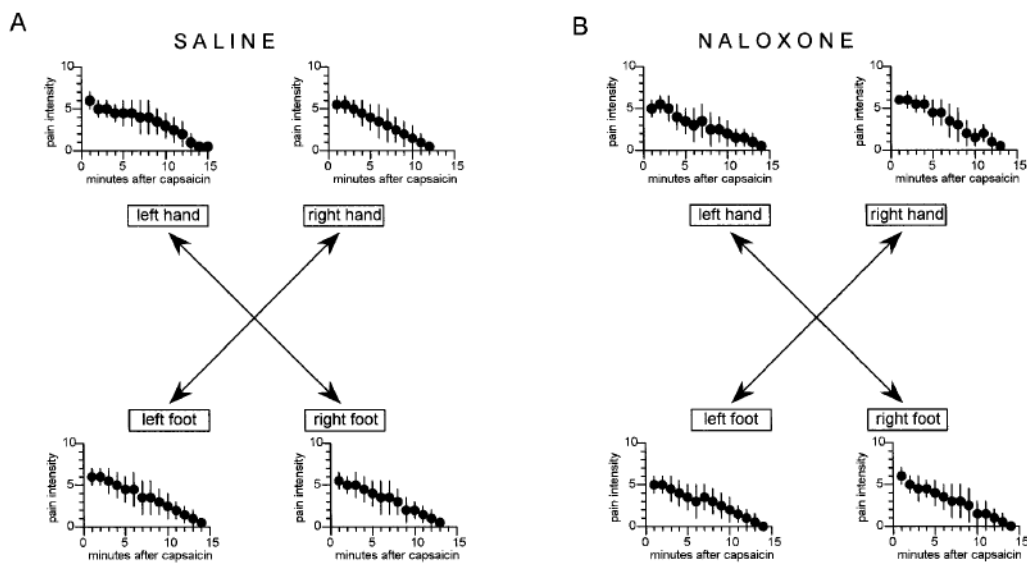 A
SALINE
B
NALOXONE
10
5
0
pain intensity
0 5 10 15
minutes after capsaicin
10
5
0
pain intensity
0 5 10 15
minutes after capsaicin
10
5
0
pain intensity
0 5 10 15
minutes after capsaicin
10
5
0
pain intensity
0 5 10 15
minutes after capsaicin
left hand
right hand
left hand
right hand
left foot
right foot
left foot
right foot
10
5
0
pain intensity
0 5 10 15
minutes after capsaicin
10
5
0
pain intensity
0 5 10 15
minutes after capsaicin
10
5
0
pain intensity
0 5 10 15
minutes after capsaicin
10
5
0
pain intensity
0 5 10 15
minutes after capsaicin